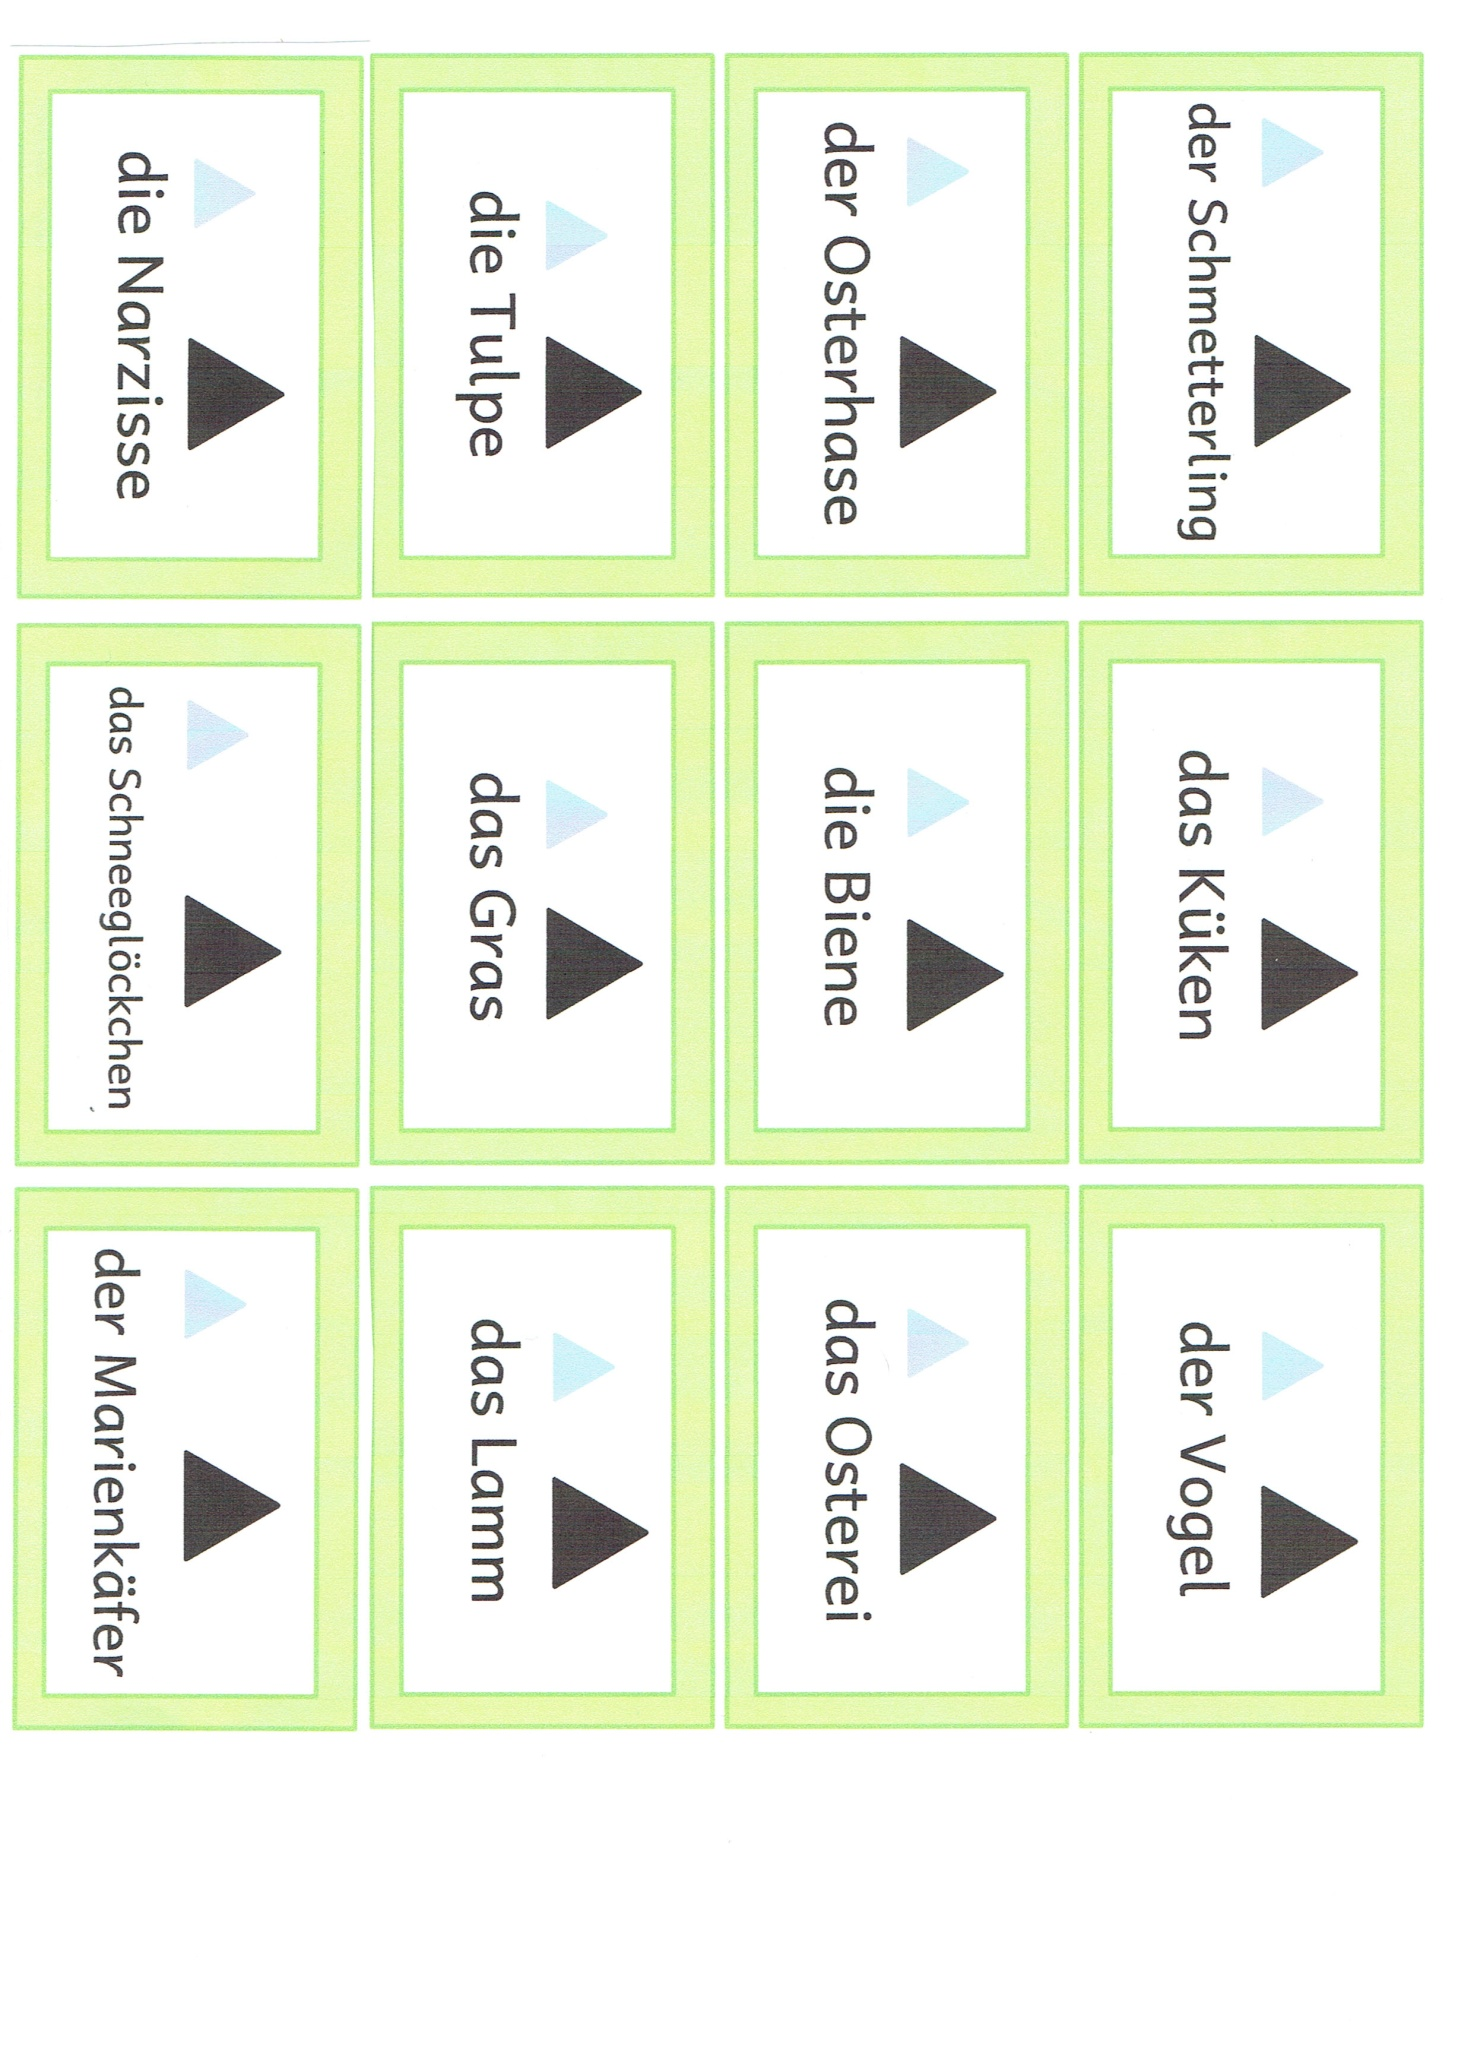 der Schmetterling
das Küken
der Vogel
der Osterhase
die Biene
das Osterei
die Tulpe
das Gras
das Lamm
die Narzisse
das Schneeglöckchen
der Marienkäfer